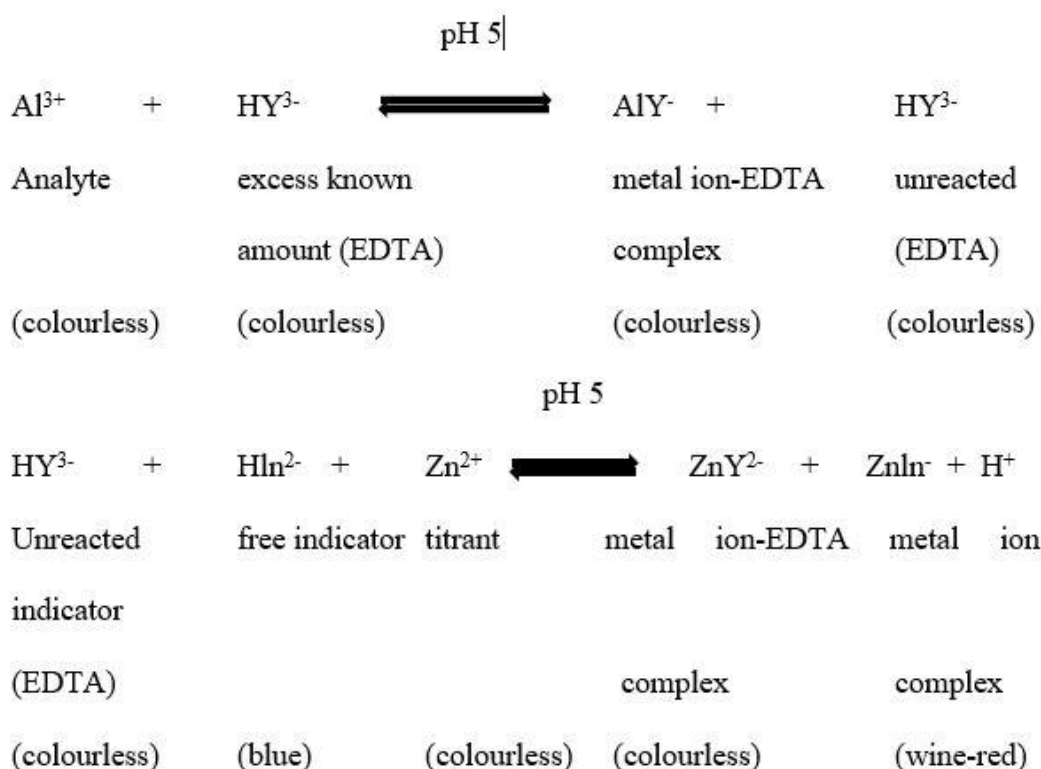 pH 5
Al³⁺ + HY³⁻ AlY⁻ + HY³⁻
Analyte excess known metal ion-EDTA unreacted
amount (EDTA) complex (EDTA)
(colourless) (colourless) (colourless) (colourless)
pH 5
HY³⁻ + Hln²⁻ + Zn²⁺ ZnY²⁻ + Znln⁻ + H⁺
Unreacted free indicator titrant metal ion-EDTA metal ion
indicator
(EDTA) complex complex
(colourless) (blue) (colourless) (colourless) (wine-red)